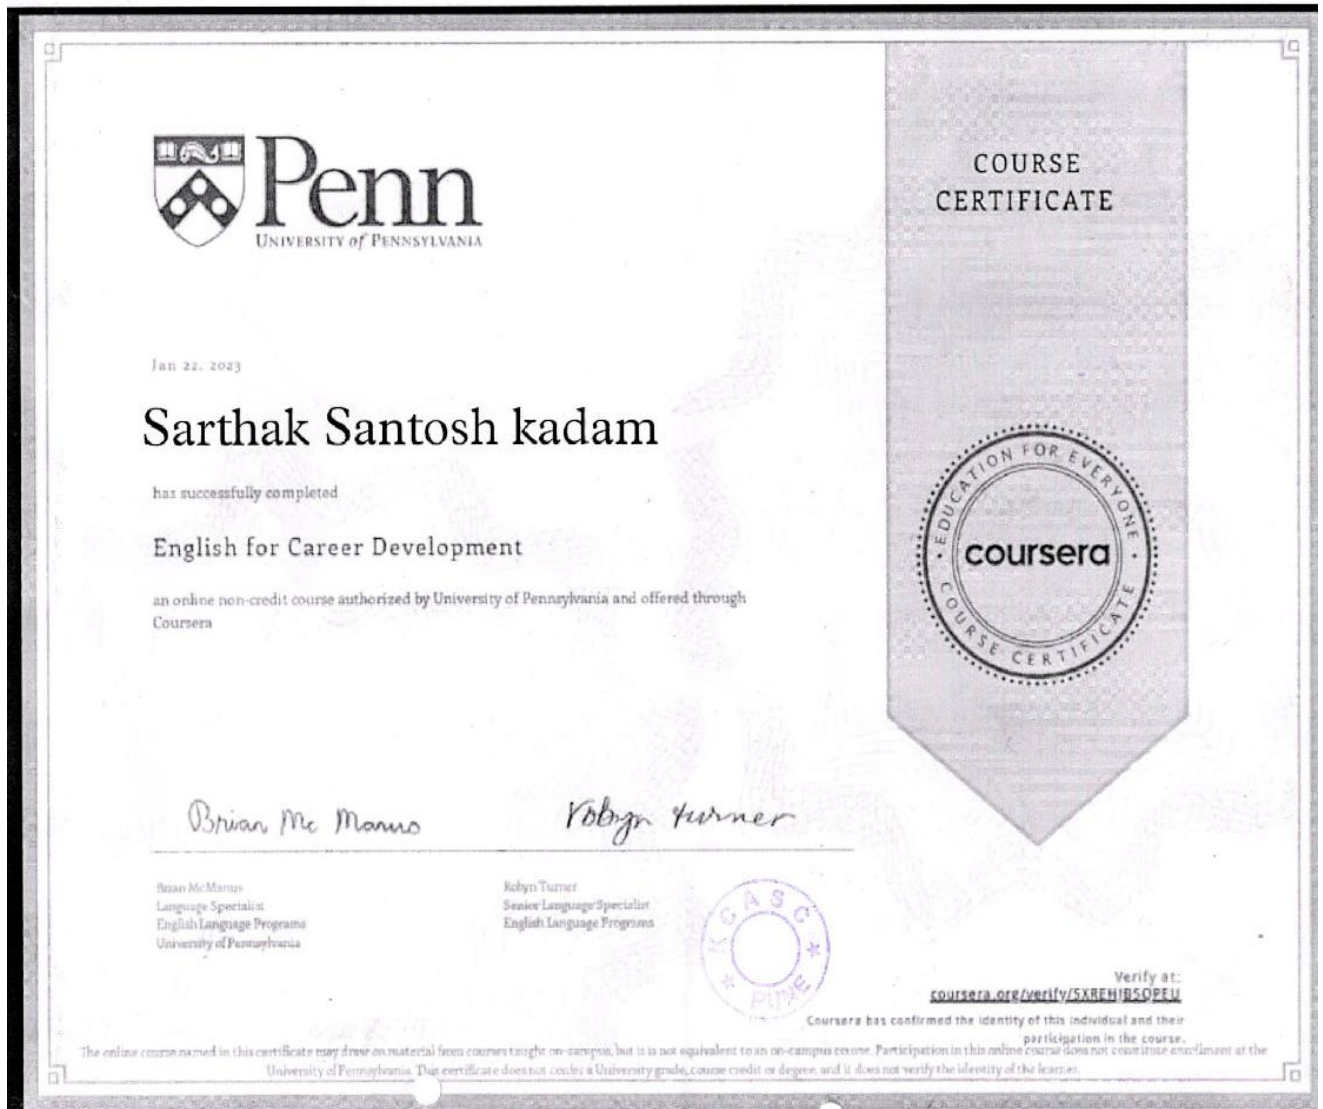 Penn
UNIVERSITY of PENNSYLVANIA
COURSE
CERTIFICATE
Jan 22, 2023
Sarthak Santosh kadam
has successfully completed
English for Career Development
an online non-credit course authorized by University of Pennsylvania and offered through
Coursera
EDUCATION FOR EVERYONE
coursera
COURSE CERTIFICATE
Brian Mc Manus
Robyn Turner
Brian McManus
Language Specialist
English Language Programs
University of Pennsylvania
Robyn Turner
Senior Language Specialist
English Language Programs
KCASC
PUNE
Verify at:
Coursera has confirmed the identity of this individual and their
participation in the course.
The online course named in this certificate may draw on material from courses taught on-campus, but it is not equivalent to an on-campus course. Participation in this online course does not constitute enrollment at the
University of Pennsylvania. This certificate does not confer a University grade, course credit or degree, and it does not verify the identity of the learner.